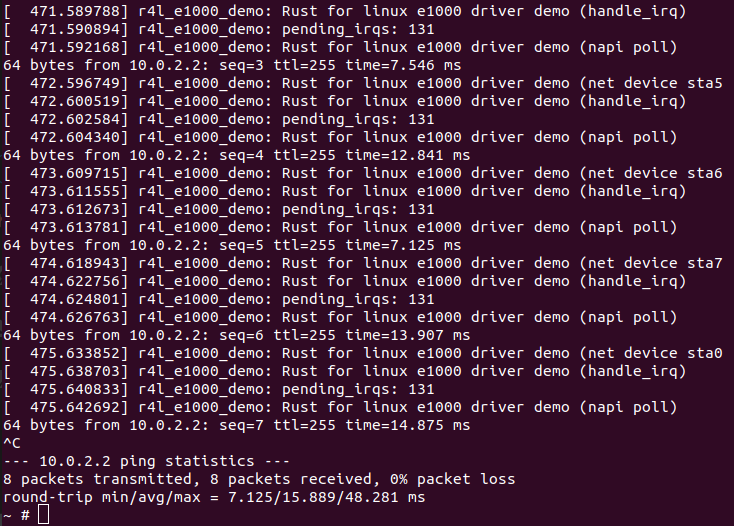 [  471.589788] r4l_e1000_demo: Rust for linux e1000 driver demo (handle_irq)
[  471.590894] r4l_e1000_demo: pending_irqs: 131
[  471.592168] r4l_e1000_demo: Rust for linux e1000 driver demo (napi poll)
64 bytes from 10.0.2.2: seq=3 ttl=255 time=7.546 ms
[  472.596749] r4l_e1000_demo: Rust for linux e1000 driver demo (net device sta5
[  472.600519] r4l_e1000_demo: Rust for linux e1000 driver demo (handle_irq)
[  472.602584] r4l_e1000_demo: pending_irqs: 131
[  472.604340] r4l_e1000_demo: Rust for linux e1000 driver demo (napi poll)
64 bytes from 10.0.2.2: seq=4 ttl=255 time=12.841 ms
[  473.609715] r4l_e1000_demo: Rust for linux e1000 driver demo (net device sta6
[  473.611555] r4l_e1000_demo: Rust for linux e1000 driver demo (handle_irq)
[  473.612673] r4l_e1000_demo: pending_irqs: 131
[  473.613781] r4l_e1000_demo: Rust for linux e1000 driver demo (napi poll)
64 bytes from 10.0.2.2: seq=5 ttl=255 time=7.125 ms
[  474.618943] r4l_e1000_demo: Rust for linux e1000 driver demo (net device sta7
[  474.622756] r4l_e1000_demo: Rust for linux e1000 driver demo (handle_irq)
[  474.624801] r4l_e1000_demo: pending_irqs: 131
[  474.626763] r4l_e1000_demo: Rust for linux e1000 driver demo (napi poll)
64 bytes from 10.0.2.2: seq=6 ttl=255 time=13.907 ms
[  475.633852] r4l_e1000_demo: Rust for linux e1000 driver demo (net device sta0
[  475.638703] r4l_e1000_demo: Rust for linux e1000 driver demo (handle_irq)
[  475.640833] r4l_e1000_demo: pending_irqs: 131
[  475.642692] r4l_e1000_demo: Rust for linux e1000 driver demo (napi poll)
64 bytes from 10.0.2.2: seq=7 ttl=255 time=14.875 ms
^C
--- 10.0.2.2 ping statistics ---
8 packets transmitted, 8 packets received, 0% packet loss
round-trip min/avg/max = 7.125/15.889/48.281 ms
~ #